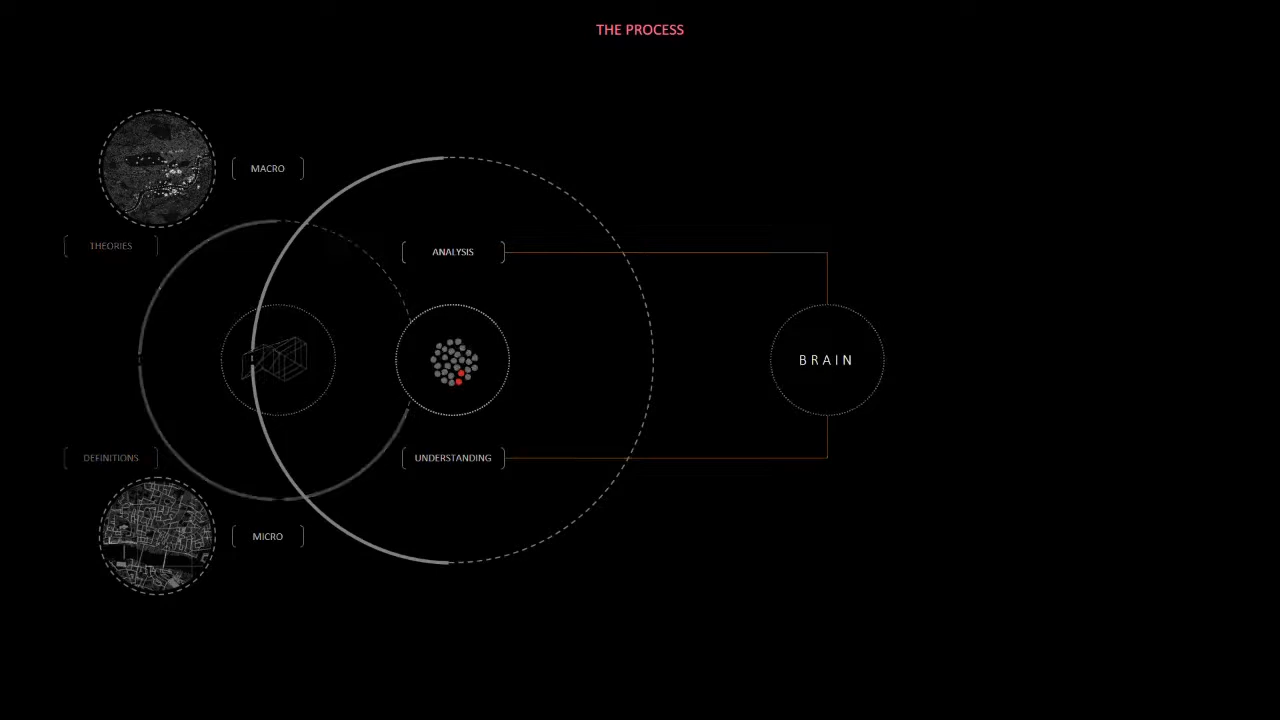 THE PROCESS
MACRO
THEORIES
ANALYSIS
BRAIN
DEFINITIONS
UNDERSTANDING
MICRO